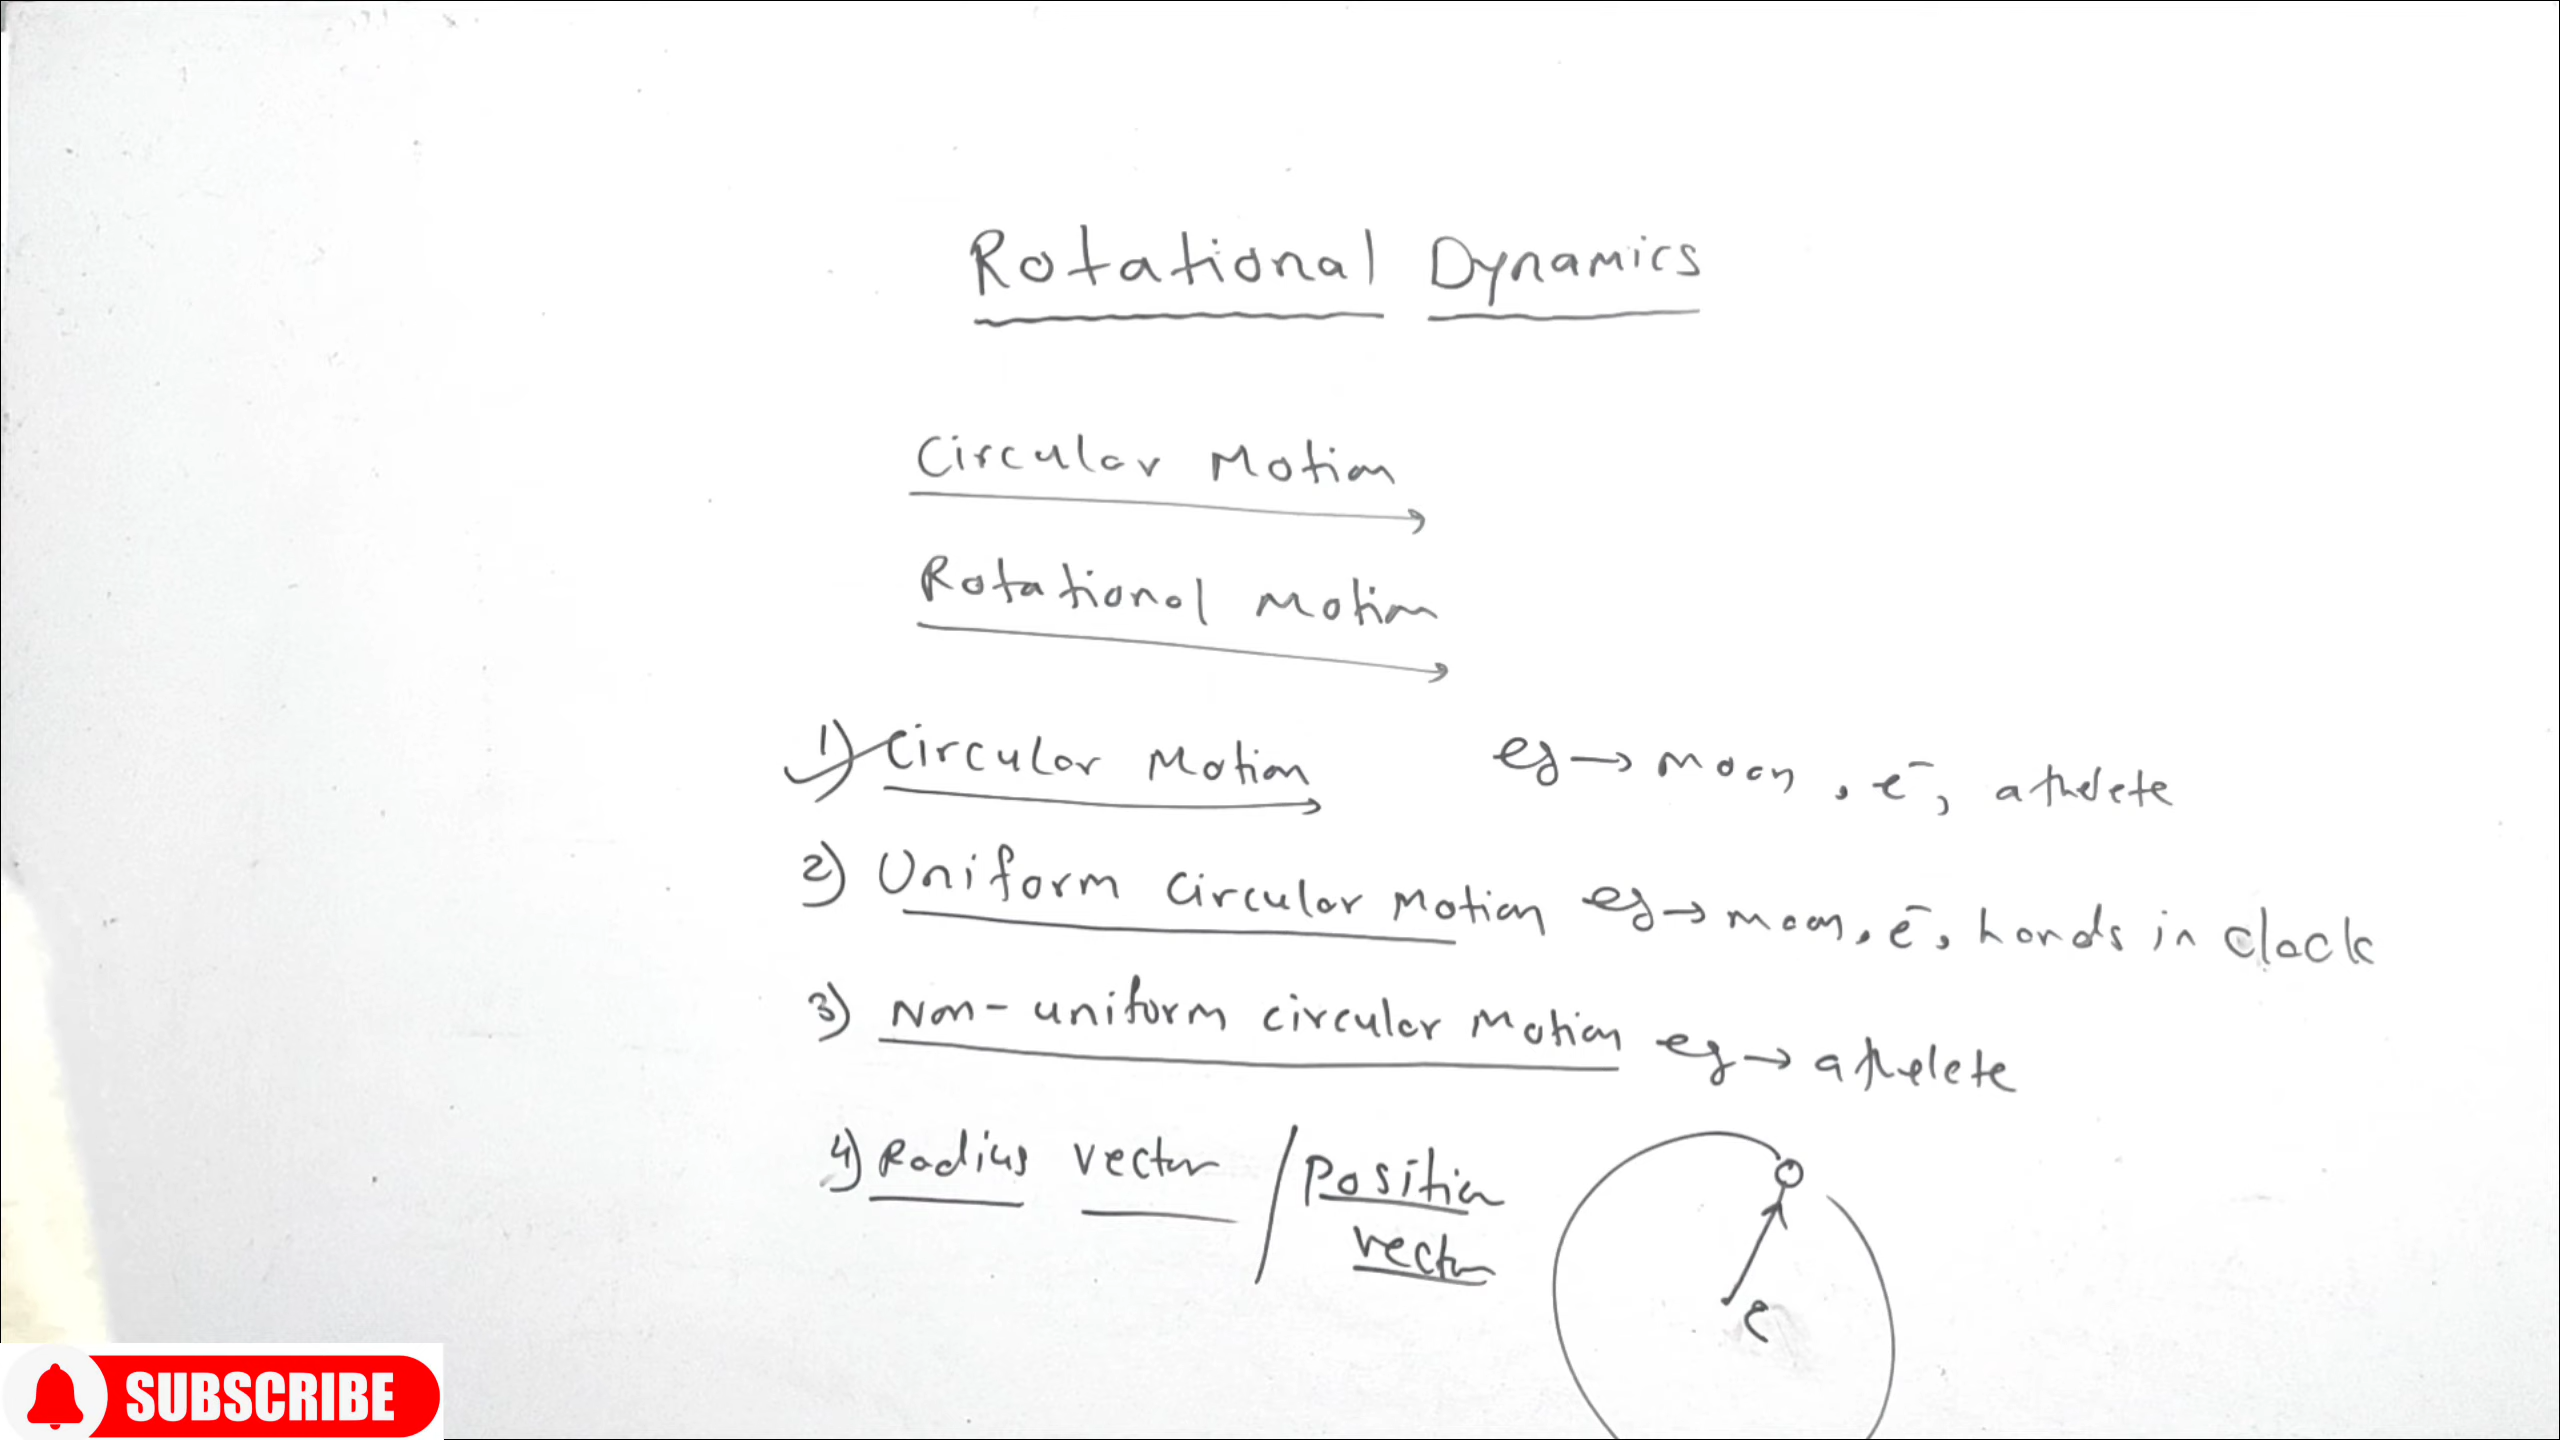 Rotational Dynamics
Circular Motion
Rotational Motion
1) Circular Motion eg → moon, e⁻, athelete
2) Uniform circular Motion eg → moon, e⁻, hands in clock
3) Non-uniform circular Motion eg → athelete
4) Radius vector / Position
vector
C
SUBSCRIBE